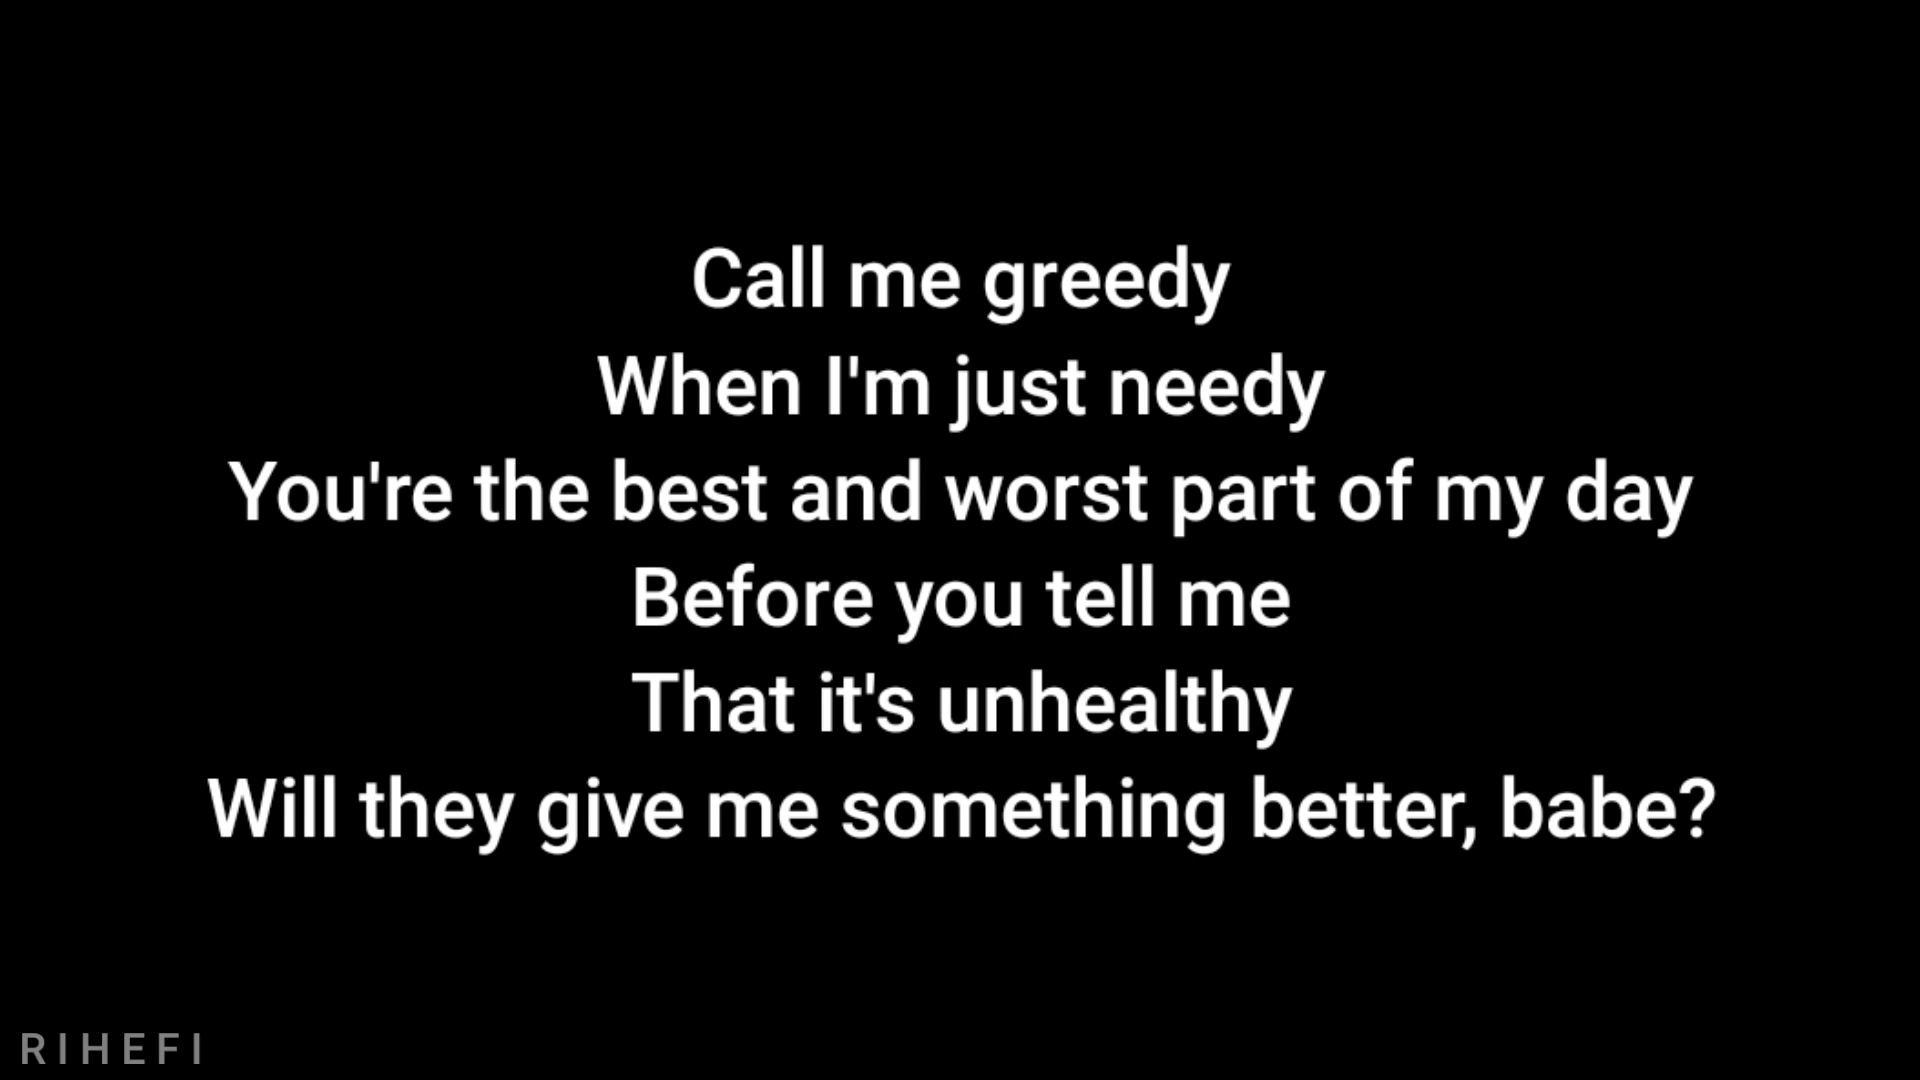 Call me greedy
When I'm just needy
You're the best and worst part of my day
Before you tell me
That it's unhealthy
Will they give me something better, babe?
RIHEFI